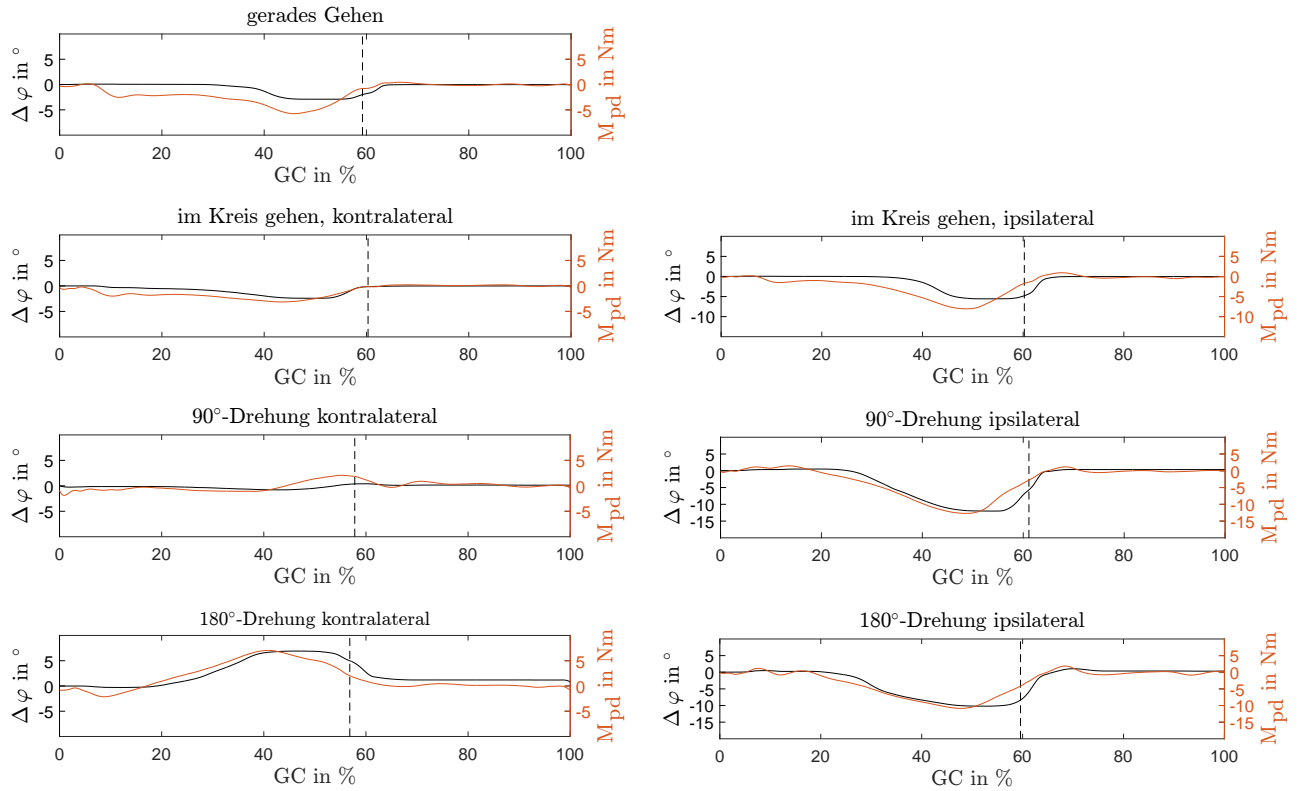 gerades Gehen
5
0
-5
Δ φ in °
5
0
-5
M_pd in Nm
0 20 40 60 80 100
GC in %
im Kreis gehen, kontralateral
5
0
-5
Δ φ in °
5
0
-5
M_pd in Nm
0 20 40 60 80 100
GC in %
im Kreis gehen, ipsilateral
5
0
-5
-10
Δ φ in °
5
0
-5
-10
M_pd in Nm
0 20 40 60 80 100
GC in %
90°-Drehung kontralateral
5
0
-5
Δ φ in °
5
0
-5
M_pd in Nm
0 20 40 60 80 100
GC in %
90°-Drehung ipsilateral
5
0
-5
-10
-15
Δ φ in °
5
0
-5
-10
-15
M_pd in Nm
0 20 40 60 80 100
GC in %
180°-Drehung kontralateral
5
0
-5
Δ φ in °
5
0
-5
M_pd in Nm
0 20 40 60 80 100
GC in %
180°-Drehung ipsilateral
5
0
-5
-10
-15
Δ φ in °
5
0
-5
-10
-15
M_pd in Nm
0 20 40 60 80 100
GC in %